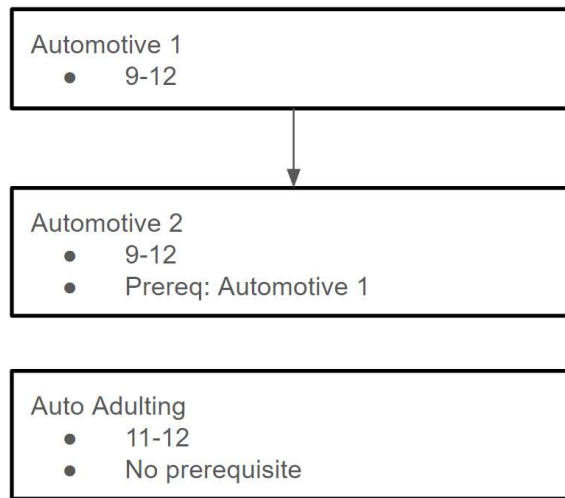 Automotive 1
● 9-12
Automotive 2
● 9-12
● Prereq: Automotive 1
Auto Adulting
● 11-12
● No prerequisite